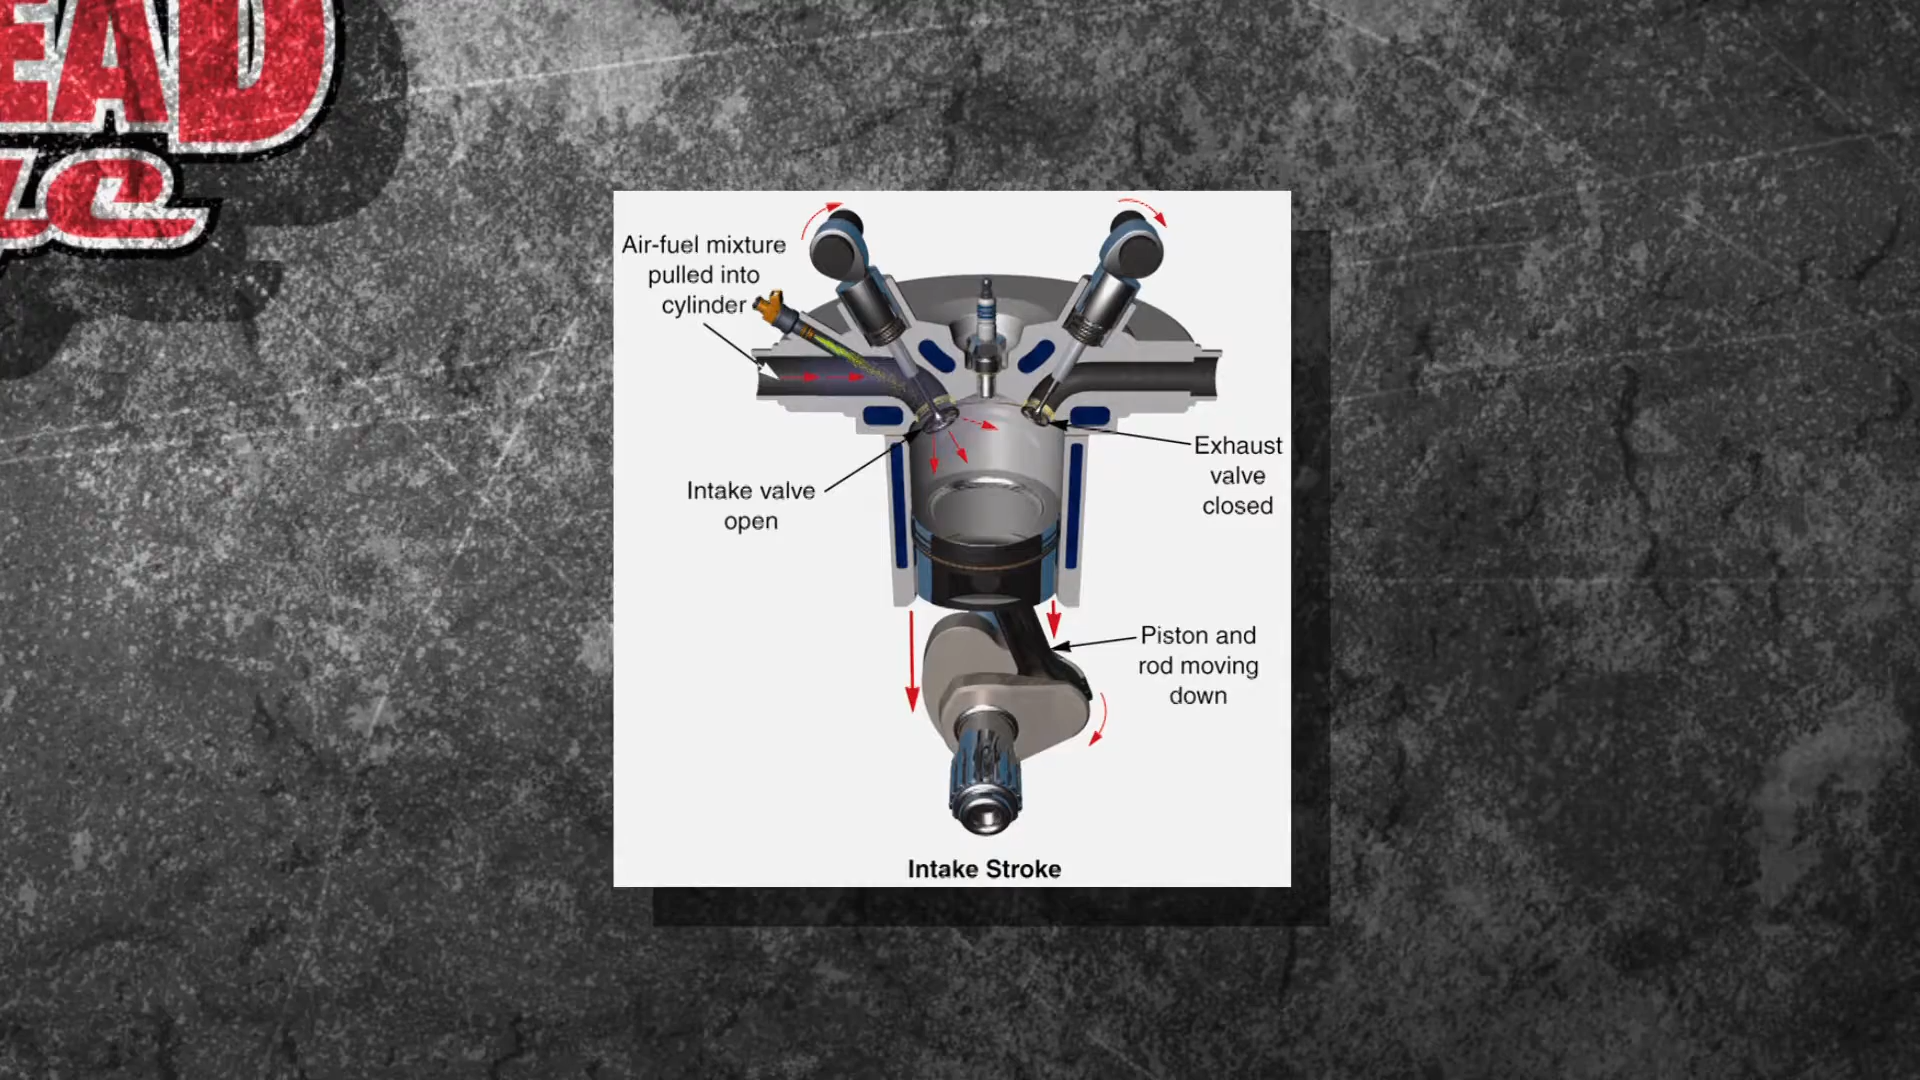 EAD
Air-fuel mixture
pulled into
cylinder
Intake valve
open
Exhaust
valve
closed
Piston and
rod moving
down
Intake Stroke